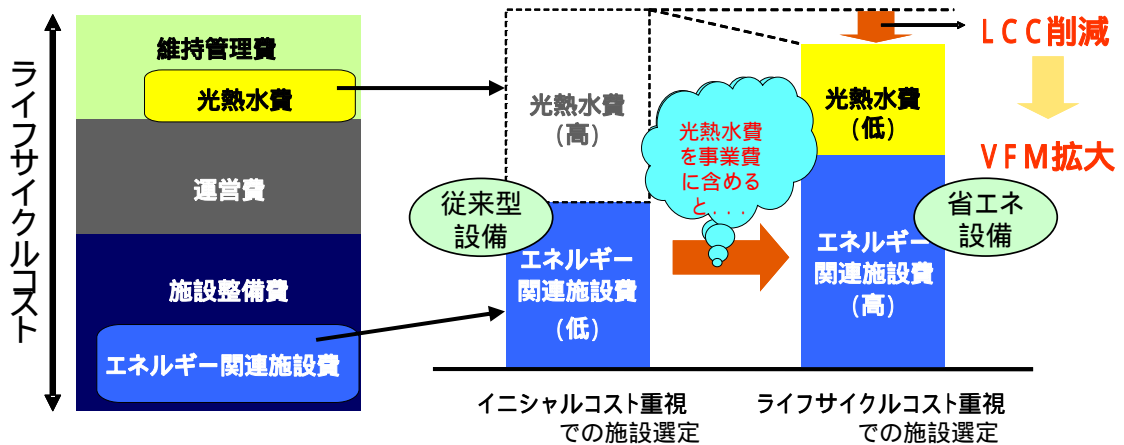 ライフサイクルコスト
維持管理費
光熱水費
運営費
施設整備費
エネルギー関連施設費
光熱水費
(高)
従来型
設備
エネルギー
関連施設費
(低)
イニシャルコスト重視
での施設選定
光熱水費
を事業費
に含める
と...
光熱水費
(低)
エネルギー
関連施設費
(高)
省エネ
設備
ライフサイクルコスト重視
での施設選定
LCC削減
VFM拡大